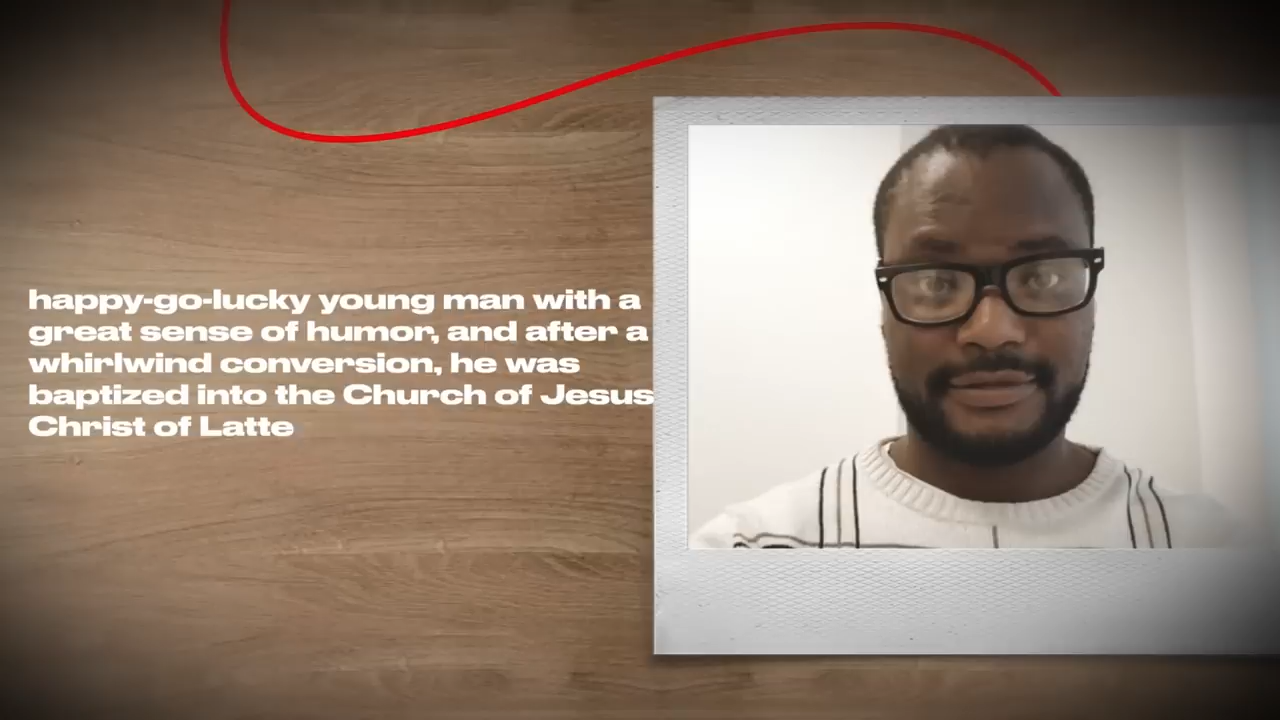 happy-go-lucky young man with a
great sense of humor, and after a
whirlwind conversion, he was
baptized into the Church of Jesus
Christ of Latte